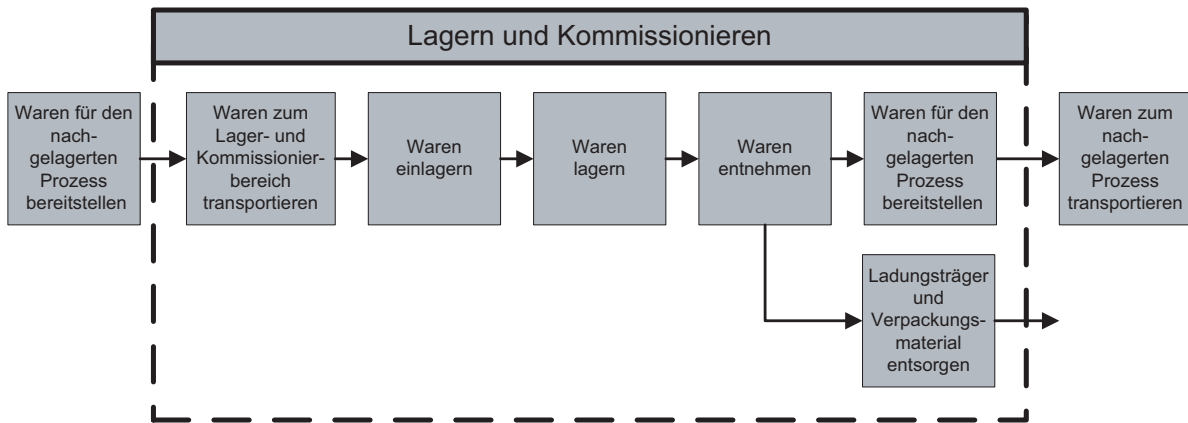 Lagern und Kommissionieren
Waren für den
nach-
gelagerten
Prozess
bereitstellen
Waren zum
Lager- und
Kommissionier-
bereich
transportieren
Waren
einlagern
Waren
lagern
Waren
entnehmen
Waren für den
nach-
gelagerten
Prozess
bereitstellen
Waren zum
nach-
gelagerten
Prozess
transportieren
Ladungsträger
und
Verpackungs-
material
entsorgen